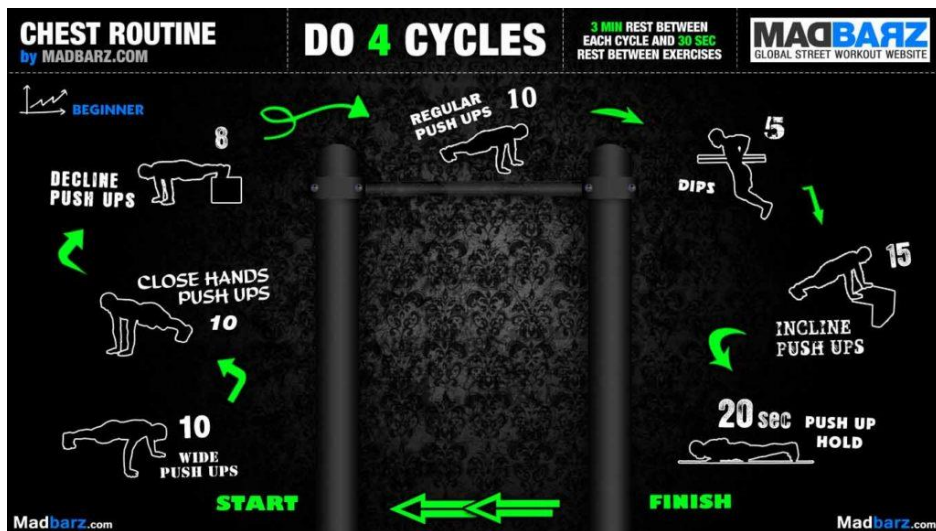 CHEST ROUTINE
by MADBARZ.COM
DO 4 CYCLES
3 MIN REST BETWEEN
EACH CYCLE AND 30 SEC
REST BETWEEN EXERCISES
MADBARZ
GLOBAL STREET WORKOUT WEBSITE
BEGINNER
8
DECLINE
PUSH UPS
REGULAR
PUSH UPS
10
5
DIPS
CLOSE HANDS
PUSH UPS
10
15
INCLINE
PUSH UPS
10
WIDE
PUSH UPS
20 sec
PUSH UP
HOLD
START
FINISH
Madbarz.com
Madbarz.com